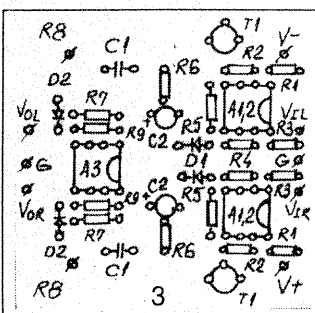 R8 C1 T1
R2 V-
D2 R6 R1
VOL R7 A1,2 VIL
R9 + C2 R5 R3
G A3 D1 R4 G
VOR R9 + C2 R5 A1,2 R3 VIR
R7 R6 R1
D2 C1 R2
R8 3 T1 V+